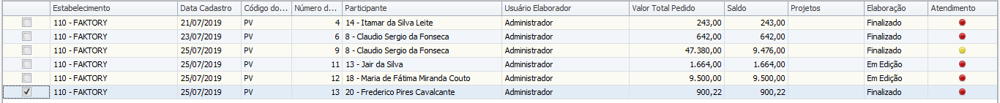 Estabelecimento Data Cadastro Código do... Número d... Participante Usuário Elaborador Valor Total Pedido Saldo Projetos Elaboração Atendimento
110 - FAKTORY 21/07/2019 PV 4 14 - Itamar da Silva Leite Administrador 243,00 243,00 Finalizado
110 - FAKTORY 23/07/2019 PV 6 8 - Claudio Sergio da Fonseca Administrador 642,00 642,00 Finalizado
110 - FAKTORY 25/07/2019 PV 9 8 - Claudio Sergio da Fonseca Administrador 47.380,00 9.476,00 Finalizado
110 - FAKTORY 25/07/2019 PV 11 13 - Jair da Silva Administrador 1.664,00 1.664,00 Em Edição
110 - FAKTORY 25/07/2019 PV 12 18 - Maria de Fátima Miranda Couto Administrador 9.500,00 9.500,00 Em Edição
110 - FAKTORY 25/07/2019 PV 13 20 - Frederico Pires Cavalcante Administrador 900,22 900,22 Finalizado